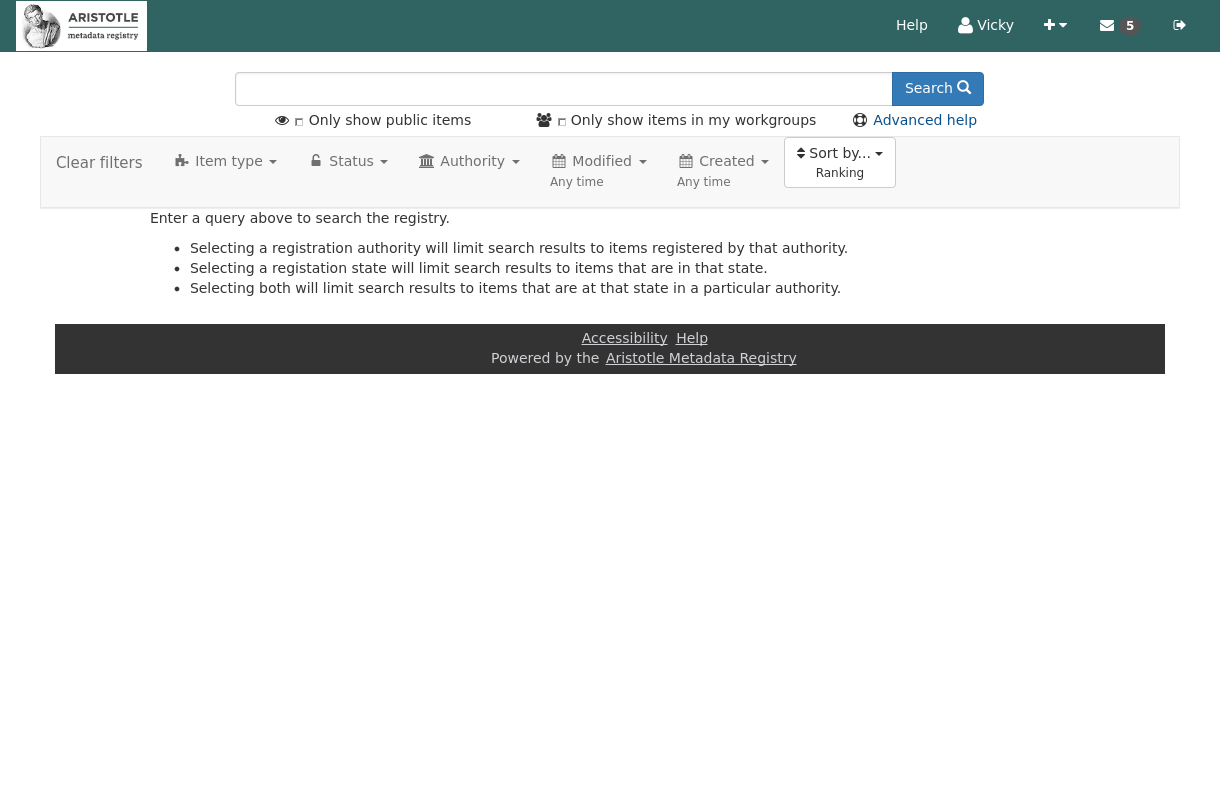 ARISTOTLE
metadata registry
Help Vicky 5
Search
Only show public items Only show items in my workgroups Advanced help
Clear filters Item type Status Authority Modified Created Sort by...
Any time Any time Ranking
Enter a query above to search the registry.
• Selecting a registration authority will limit search results to items registered by that authority.
• Selecting a registation state will limit search results to items that are in that state.
• Selecting both will limit search results to items that are at that state in a particular authority.
Accessibility Help
Powered by the Aristotle Metadata Registry